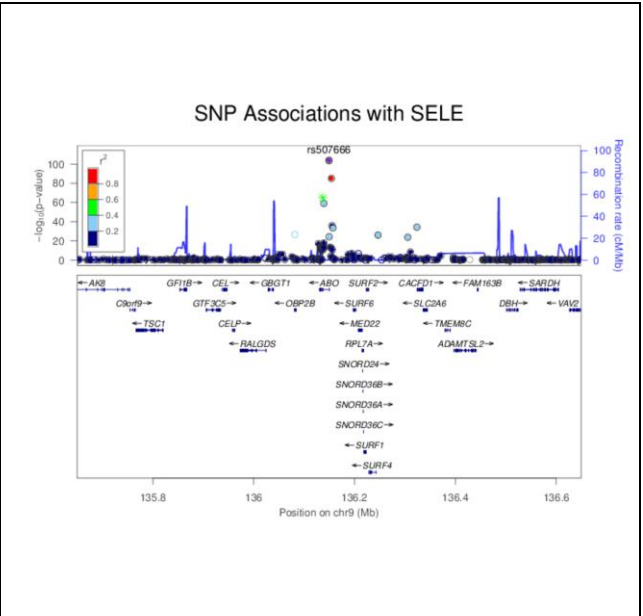 SNP Associations with SELE
rs507666
r²
0.8
0.6
0.4
0.2
100
80
60
40
20
0
−log10(p−value)
100
80
60
40
20
0
Recombination rate (cM/Mb)
←AK8 GFI1B→ CEL→ GBGT1 ←ABO SURF2→ CACFD1→ ←FAM163B ←SARDH
C9orf9→ GTF3C5→ ←OBP2B ←SURF6 ←SLC2A6 DBH→ ←VAV2
←TSC1 CELP→ ←MED22 ←TMEM8C
←RALGDS RPL7A→ ADAMTSL2→
SNORD24→
SNORD36B→
SNORD36A→
SNORD36C→
←SURF1
←SURF4
135.8 136 136.2 136.4 136.6
Position on chr9 (Mb)